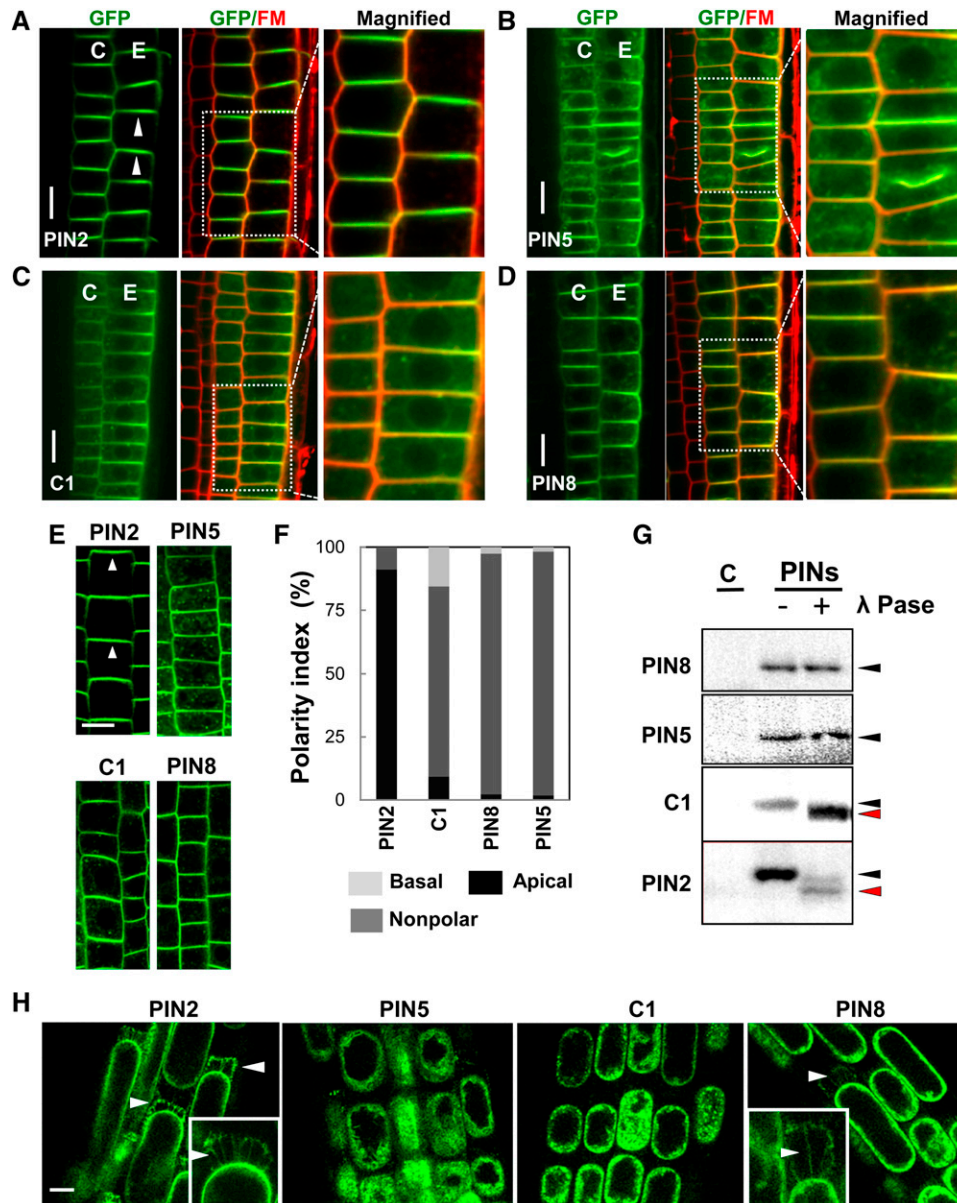 A
GFP
GFP/FM
Magnified
C E
PIN2
B
GFP
GFP/FM
Magnified
C E
PIN5
C
C E
C1
D
C E
PIN8
E
PIN2
PIN5
C1
PIN8
F
Polarity index (%)
100
75
50
25
0
PIN2
C1
PIN8
PIN5
Basal
Apical
Nonpolar
G
C
PINs
- + λ Pase
PIN8
PIN5
C1
PIN2
H
PIN2
PIN5
C1
PIN8